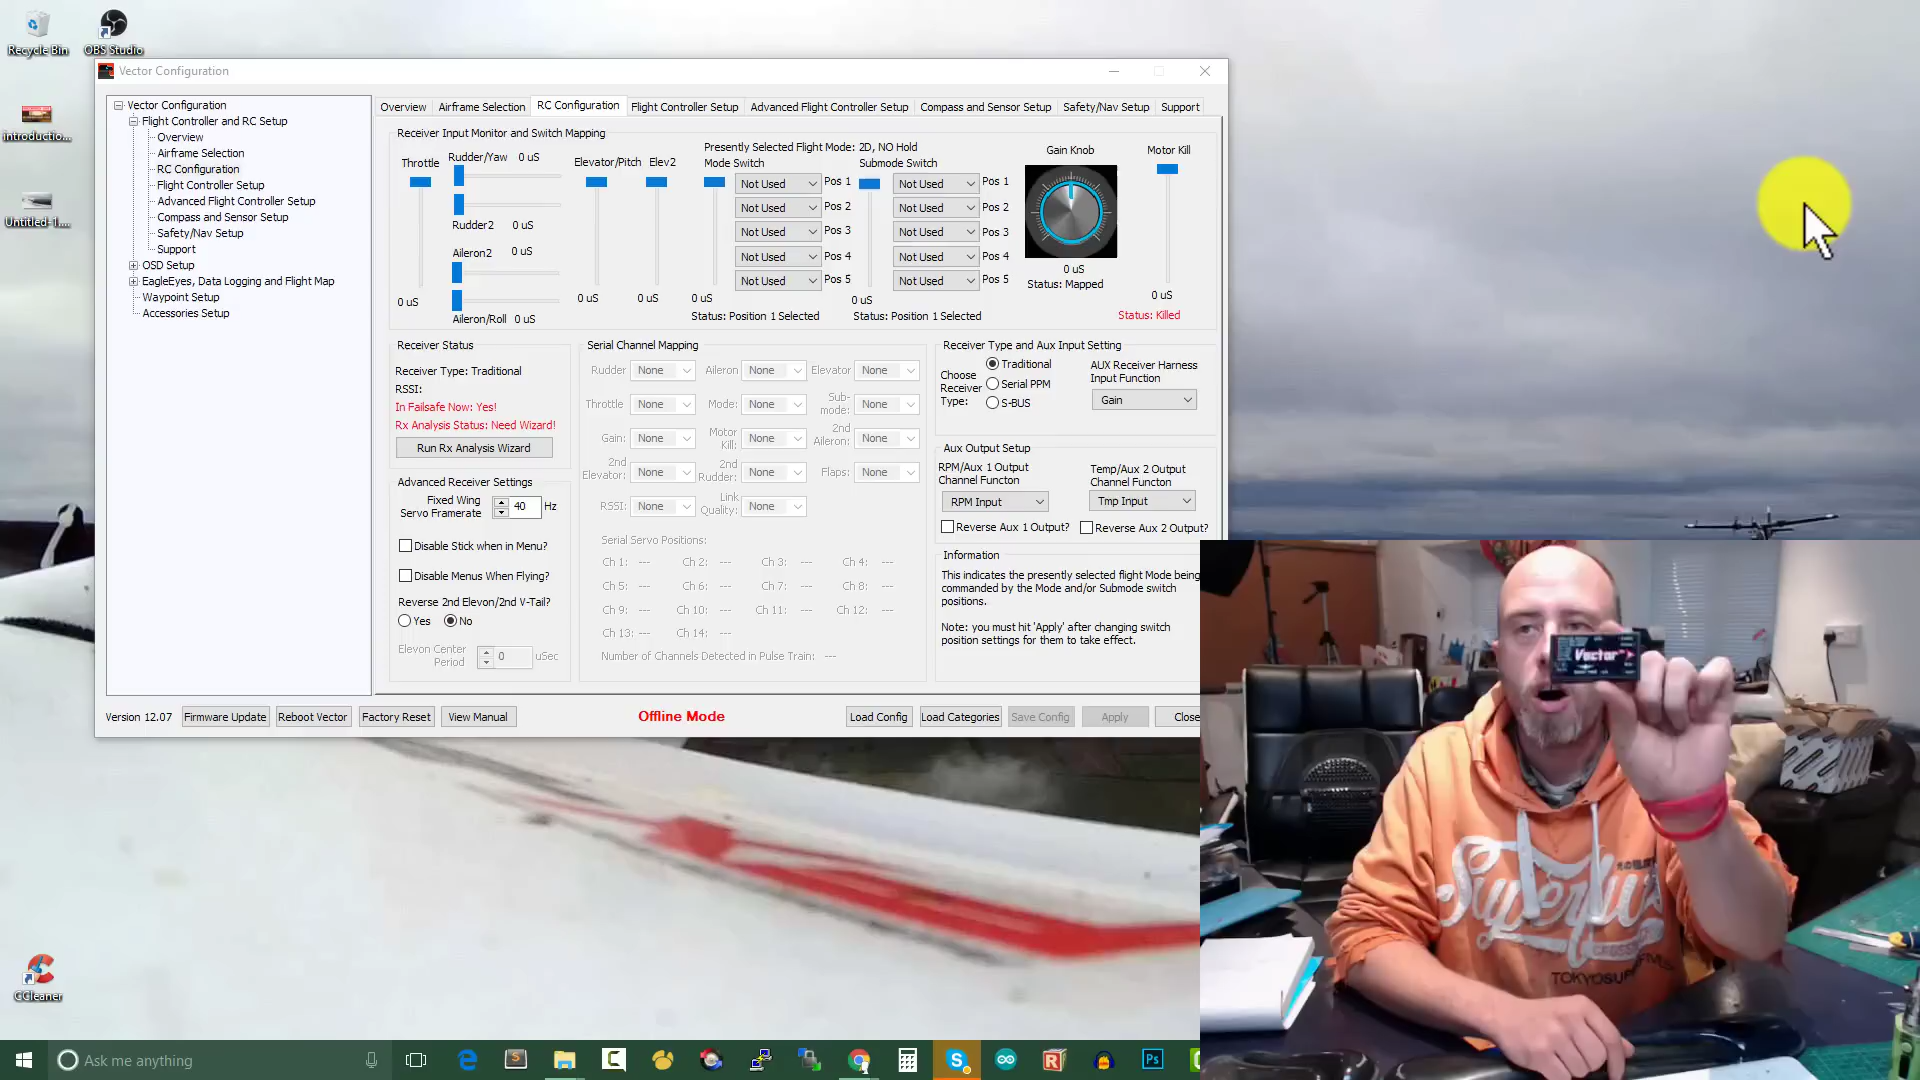 Recycle Bin
OBS Studio
introductio...
Untitled-1....
CCleaner
Vector Configuration
Vector Configuration
Flight Controller and RC Setup
Overview
Airframe Selection
RC Configuration
Flight Controller Setup
Advanced Flight Controller Setup
Compass and Sensor Setup
Safety/Nav Setup
Support
OSD Setup
EagleEyes, Data Logging and Flight Map
Waypoint Setup
Accessories Setup
Overview Airframe Selection RC Configuration Flight Controller Setup Advanced Flight Controller Setup Compass and Sensor Setup Safety/Nav Setup Support
Receiver Input Monitor and Switch Mapping
Throttle
0 uS
Rudder/Yaw 0 uS
Rudder2 0 uS
Aileron2 0 uS
Aileron/Roll 0 uS
Elevator/Pitch Elev2
0 uS 0 uS
Presently Selected Flight Mode: 2D, NO Hold
Mode Switch Submode Switch
Not Used Pos 1 Not Used Pos 1
Not Used Pos 2 Not Used Pos 2
Not Used Pos 3 Not Used Pos 3
Not Used Pos 4 Not Used Pos 4
Not Used Pos 5 Not Used Pos 5
0 uS 0 uS
Status: Position 1 Selected Status: Position 1 Selected
Gain Knob
0 uS
Status: Mapped
Motor Kill
0 uS
Status: Killed
Receiver Status
Receiver Type: Traditional
RSSI:
In Failsafe Now: Yes!
Rx Analysis Status: Need Wizard!
Run Rx Analysis Wizard
Advanced Receiver Settings
Fixed Wing
Servo Framerate 40 Hz
Disable Stick when in Menu?
Disable Menus When Flying?
Reverse 2nd Elevon/2nd V-Tail?
Yes No
Elevon Center
Period 0 uSec
Serial Channel Mapping
Rudder None Aileron None Elevator None
Throttle None Mode: None Sub-mode: None
Gain: None Motor Kill: None 2nd Aileron: None
2nd Elevator: None 2nd Rudder: None Flaps: None
RSSI: None Link Quality: None
Serial Servo Positions:
Ch 1: --- Ch 2: --- Ch 3: --- Ch 4: ---
Ch 5: --- Ch 6: --- Ch 7: --- Ch 8: ---
Ch 9: --- Ch 10: --- Ch 11: --- Ch 12: ---
Ch 13: --- Ch 14: ---
Number of Channels Detected in Pulse Train: ---
Receiver Type and Aux Input Setting
Choose
Receiver
Type:
Traditional
Serial PPM
S-BUS
AUX Receiver Harness
Input Function
Gain
Aux Output Setup
RPM/Aux 1 Output
Channel Functon
RPM Input
Reverse Aux 1 Output?
Temp/Aux 2 Output
Channel Functon
Tmp Input
Reverse Aux 2 Output?
Information
This indicates the presently selected flight Mode being
commanded by the Mode and/or Submode switch
positions.
Note: you must hit 'Apply' after changing switch
position settings for them to take effect.
Version 12.07 Firmware Update Reboot Vector Factory Reset View Manual Offline Mode Load Config Load Categories Save Config Apply Close
Vector
Ask me anything